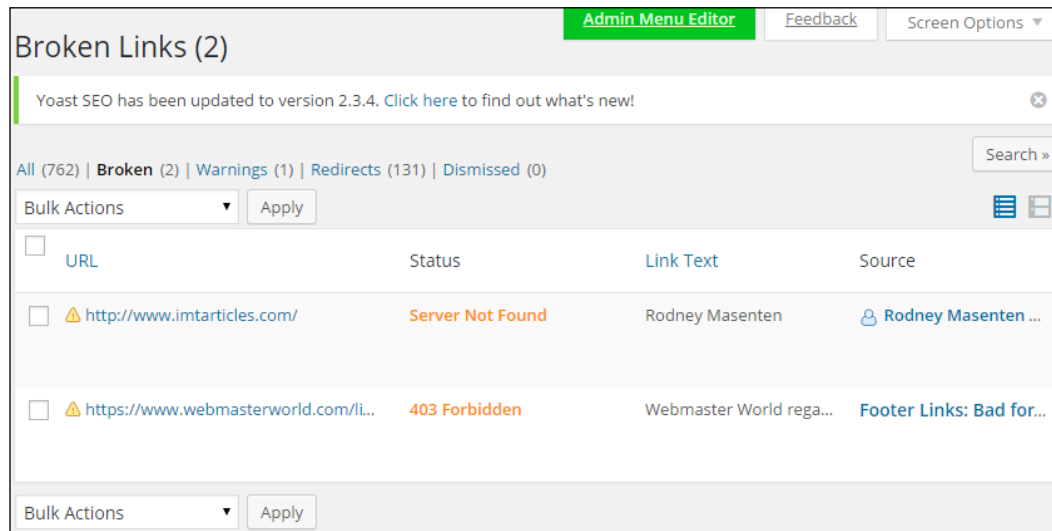 Admin Menu Editor Feedback Screen Options ▼
Broken Links (2)
Yoast SEO has been updated to version 2.3.4. Click here to find out what's new!
Search »
All (762) | Broken (2) | Warnings (1) | Redirects (131) | Dismissed (0)
Bulk Actions ▼ Apply
URL Status Link Text Source
http://www.imtarticles.com/ Server Not Found Rodney Masenten Rodney Masenten ...
https://www.webmasterworld.com/li... 403 Forbidden Webmaster World rega... Footer Links: Bad for...
Bulk Actions ▼ Apply